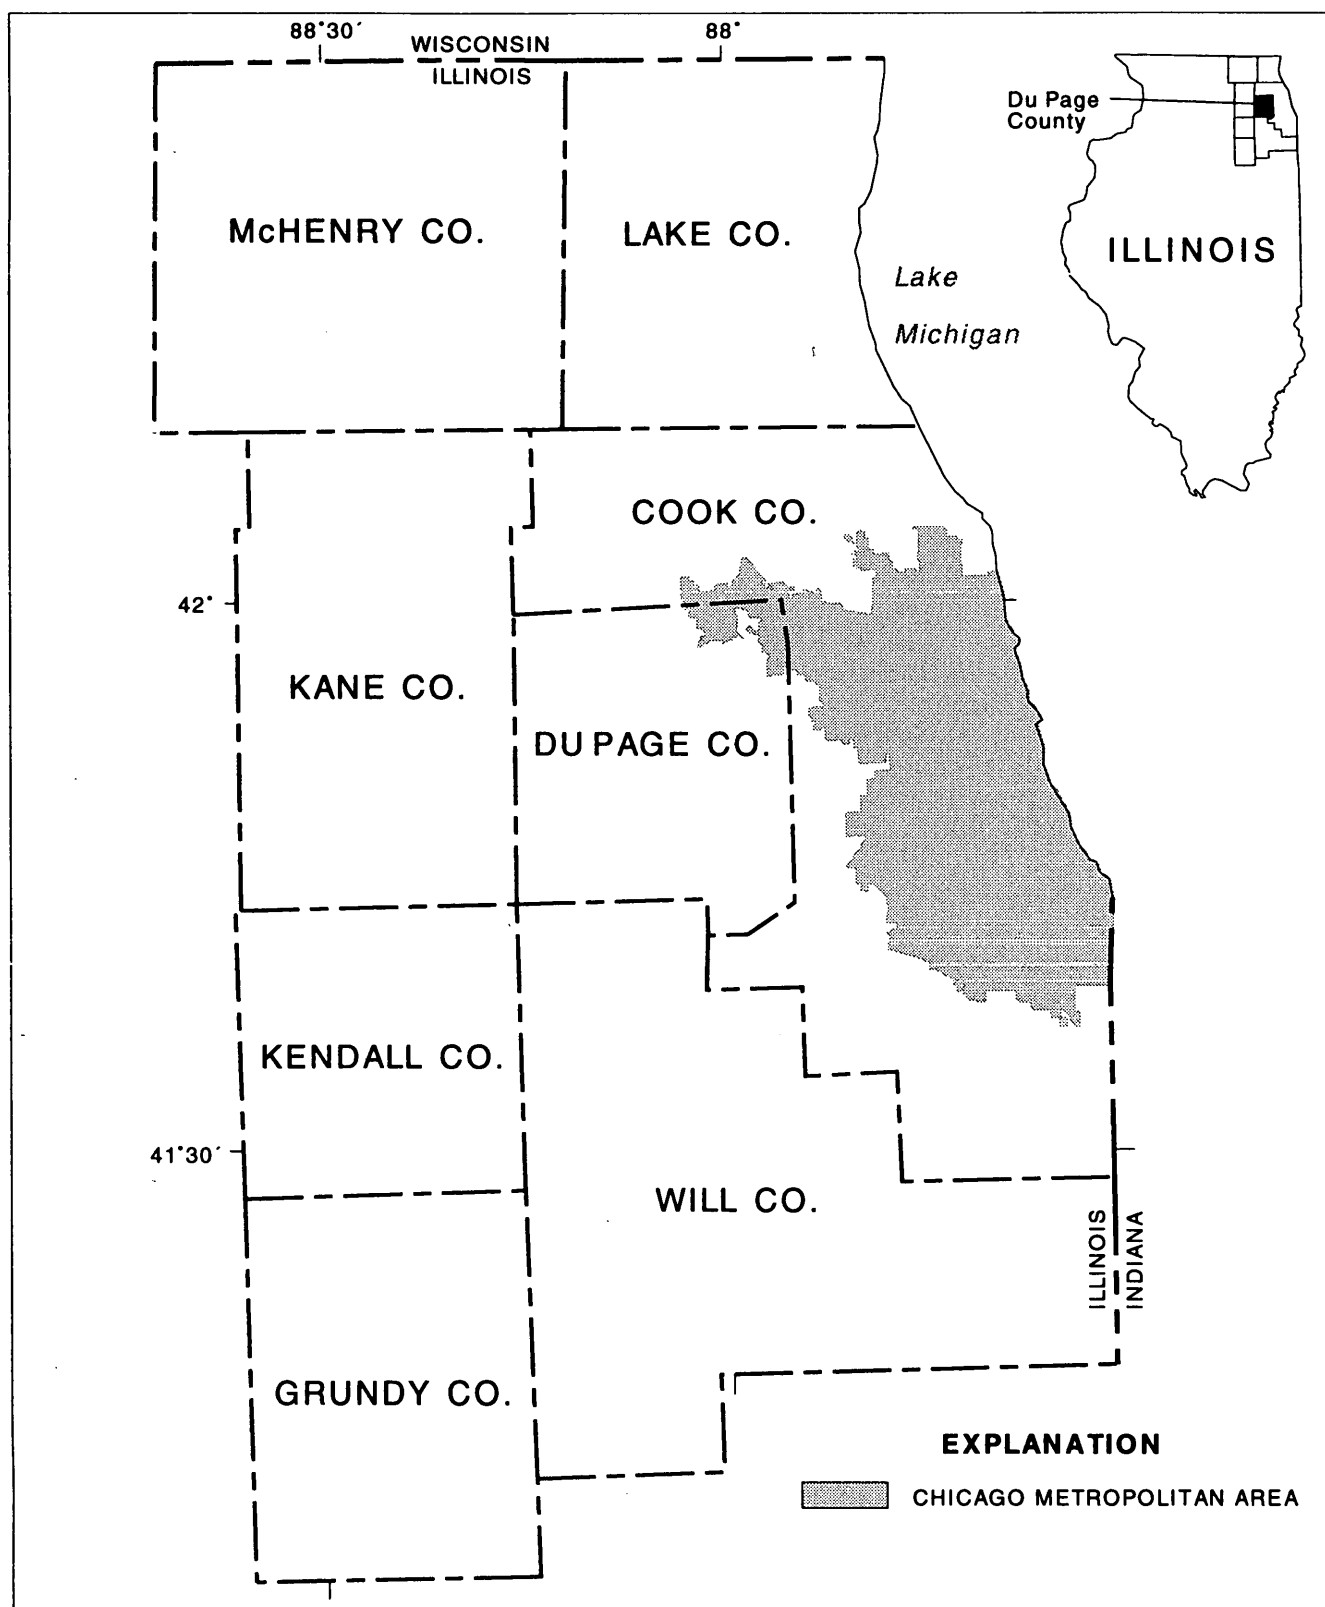 88°30′
WISCONSIN
88°
ILLINOIS
Du Page
County
McHENRY CO.
LAKE CO.
ILLINOIS
Lake
Michigan
COOK CO.
42°
KANE CO.
DU PAGE CO.
KENDALL CO.
41°30′
WILL CO.
ILLINOIS
INDIANA
GRUNDY CO.
EXPLANATION
CHICAGO METROPOLITAN AREA